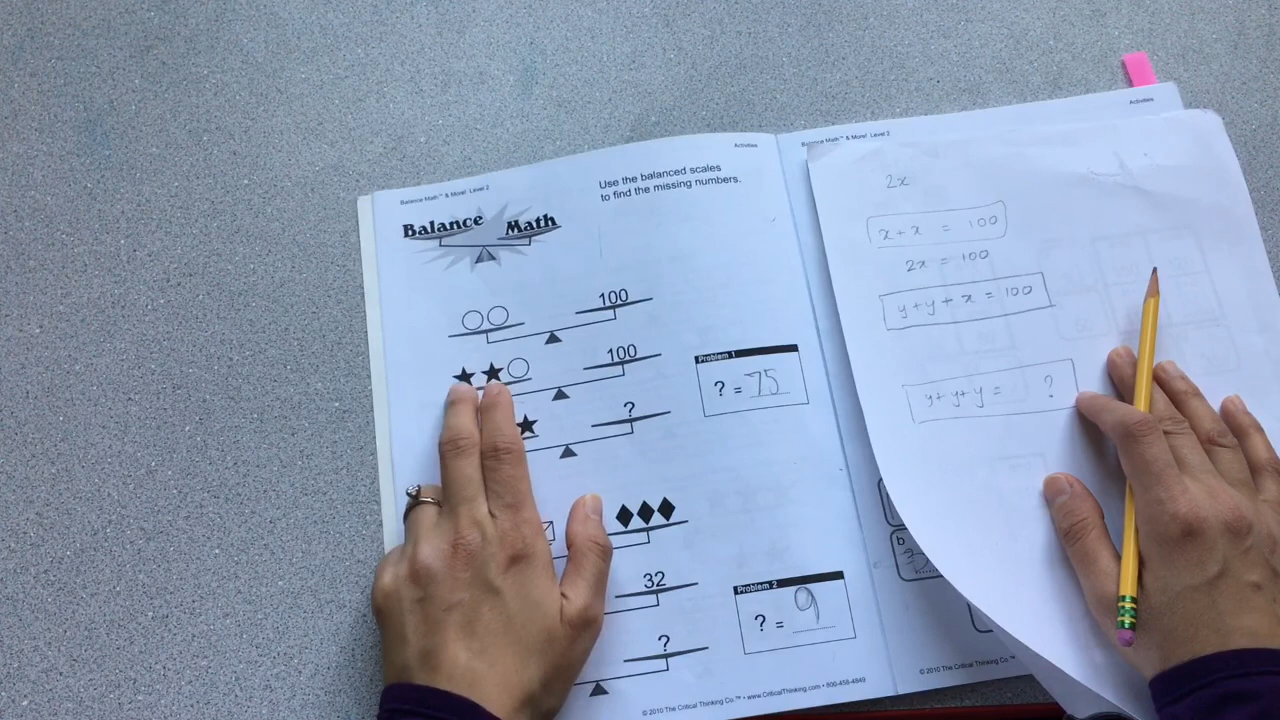 Balance Math™ & More! Level 2
Activities
Use the balanced scales
to find the missing numbers.
Balance Math
100
100
?
Problem 1
? = 75
32
?
Problem 2
? = 9
© 2010 The Critical Thinking Co.™ • www.CriticalThinking.com • 800-458-4849
Balance Math™ & More! Level 2
Activities
2x
x + x = 100
2x = 100
y + y + x = 100
y + y + y = ?
b
© 2010 The Critical Thinking Co.™